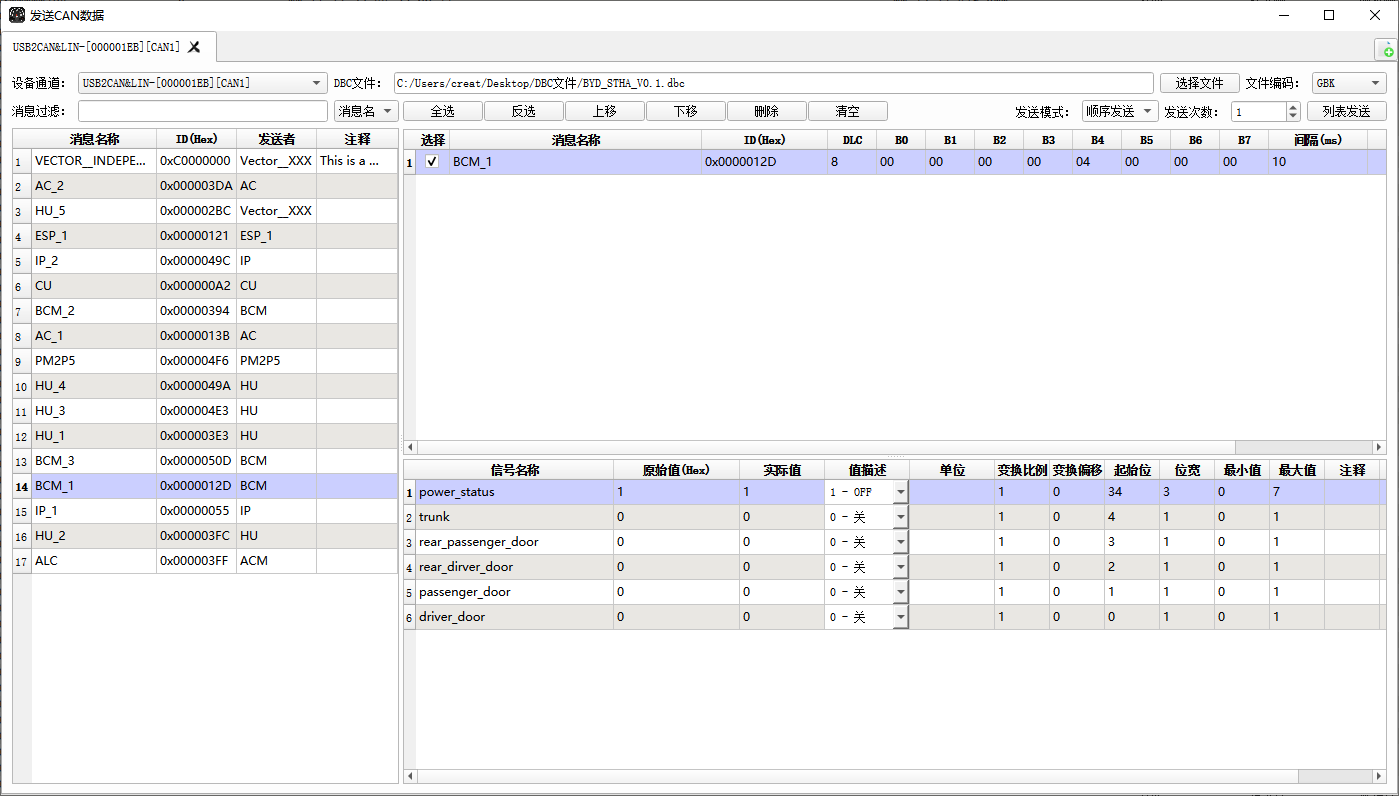 发送CAN数据
USB2CAN&LIN-[000001EB][CAN1]
设备通道: USB2CAN&LIN-[000001EB][CAN1] DBC文件: C:/Users/creat/Desktop/DBC文件/BYD_STHA_V0.1.dbc 选择文件 文件编码: GBK
消息过滤: 消息名 全选 反选 上移 下移 删除 清空 发送模式: 顺序发送 发送次数: 1 列表发送
消息名称 ID(Hex) 发送者 注释
1 VECTOR__INDEPE... 0xC0000000 Vector__XXX This is a ...
2 AC_2 0x000003DA AC
3 HU_5 0x000002BC Vector__XXX
4 ESP_1 0x00000121 ESP_1
5 IP_2 0x0000049C IP
6 CU 0x000000A2 CU
7 BCM_2 0x00000394 BCM
8 AC_1 0x0000013B AC
9 PM2P5 0x000004F6 PM2P5
10 HU_4 0x0000049A HU
11 HU_3 0x000004E3 HU
12 HU_1 0x000003E3 HU
13 BCM_3 0x0000050D BCM
14 BCM_1 0x0000012D BCM
15 IP_1 0x00000055 IP
16 HU_2 0x000003FC HU
17 ALC 0x000003FF ACM
选择 消息名称 ID(Hex) DLC B0 B1 B2 B3 B4 B5 B6 B7 间隔(ms)
1 BCM_1 0x0000012D 8 00 00 00 00 04 00 00 00 10
信号名称 原始值(Hex) 实际值 值描述 单位 变换比例 变换偏移 起始位 位宽 最小值 最大值 注释
1 power_status 1 1 1 - OFF 1 0 34 3 0 7
2 trunk 0 0 0 - 关 1 0 4 1 0 1
3 rear_passenger_door 0 0 0 - 关 1 0 3 1 0 1
4 rear_dirver_door 0 0 0 - 关 1 0 2 1 0 1
5 passenger_door 0 0 0 - 关 1 0 1 1 0 1
6 driver_door 0 0 0 - 关 1 0 0 1 0 1